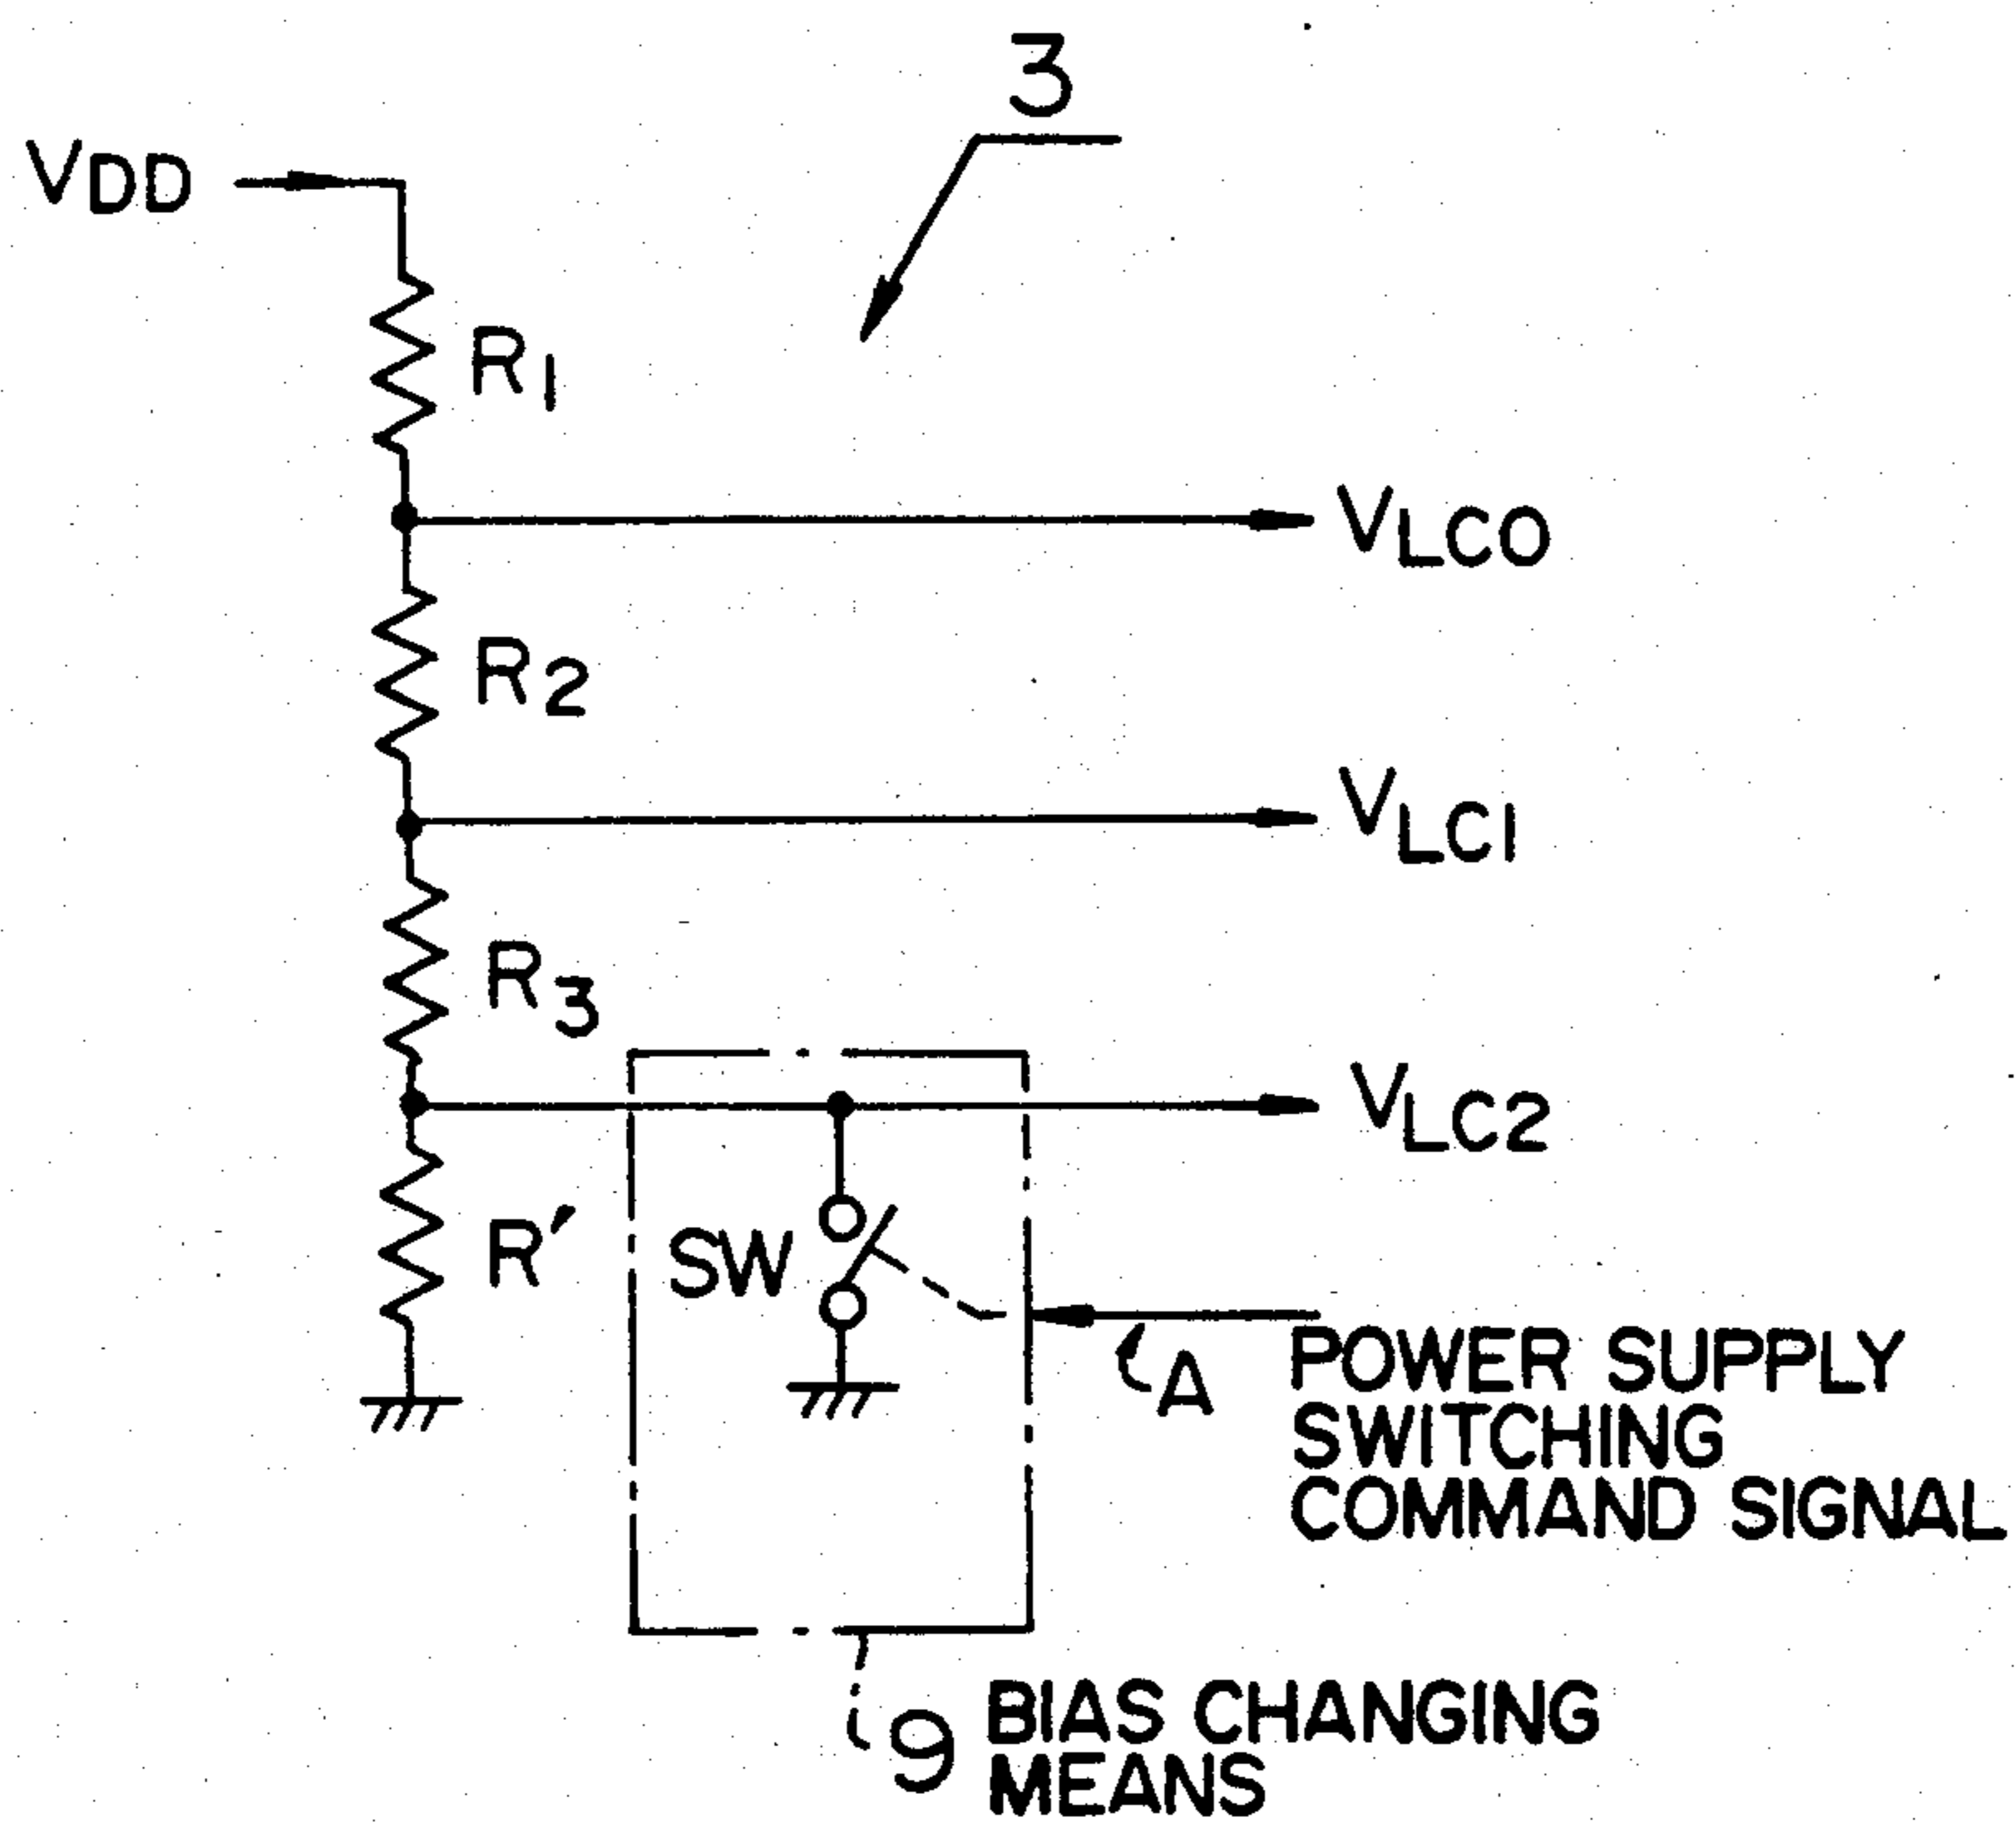 3
VDD
R1
VLC0
R2
VLC1
R3
VLC2
R'
SW
A
POWER SUPPLY
SWITCHING
COMMAND SIGNAL
9
BIAS CHANGING
MEANS